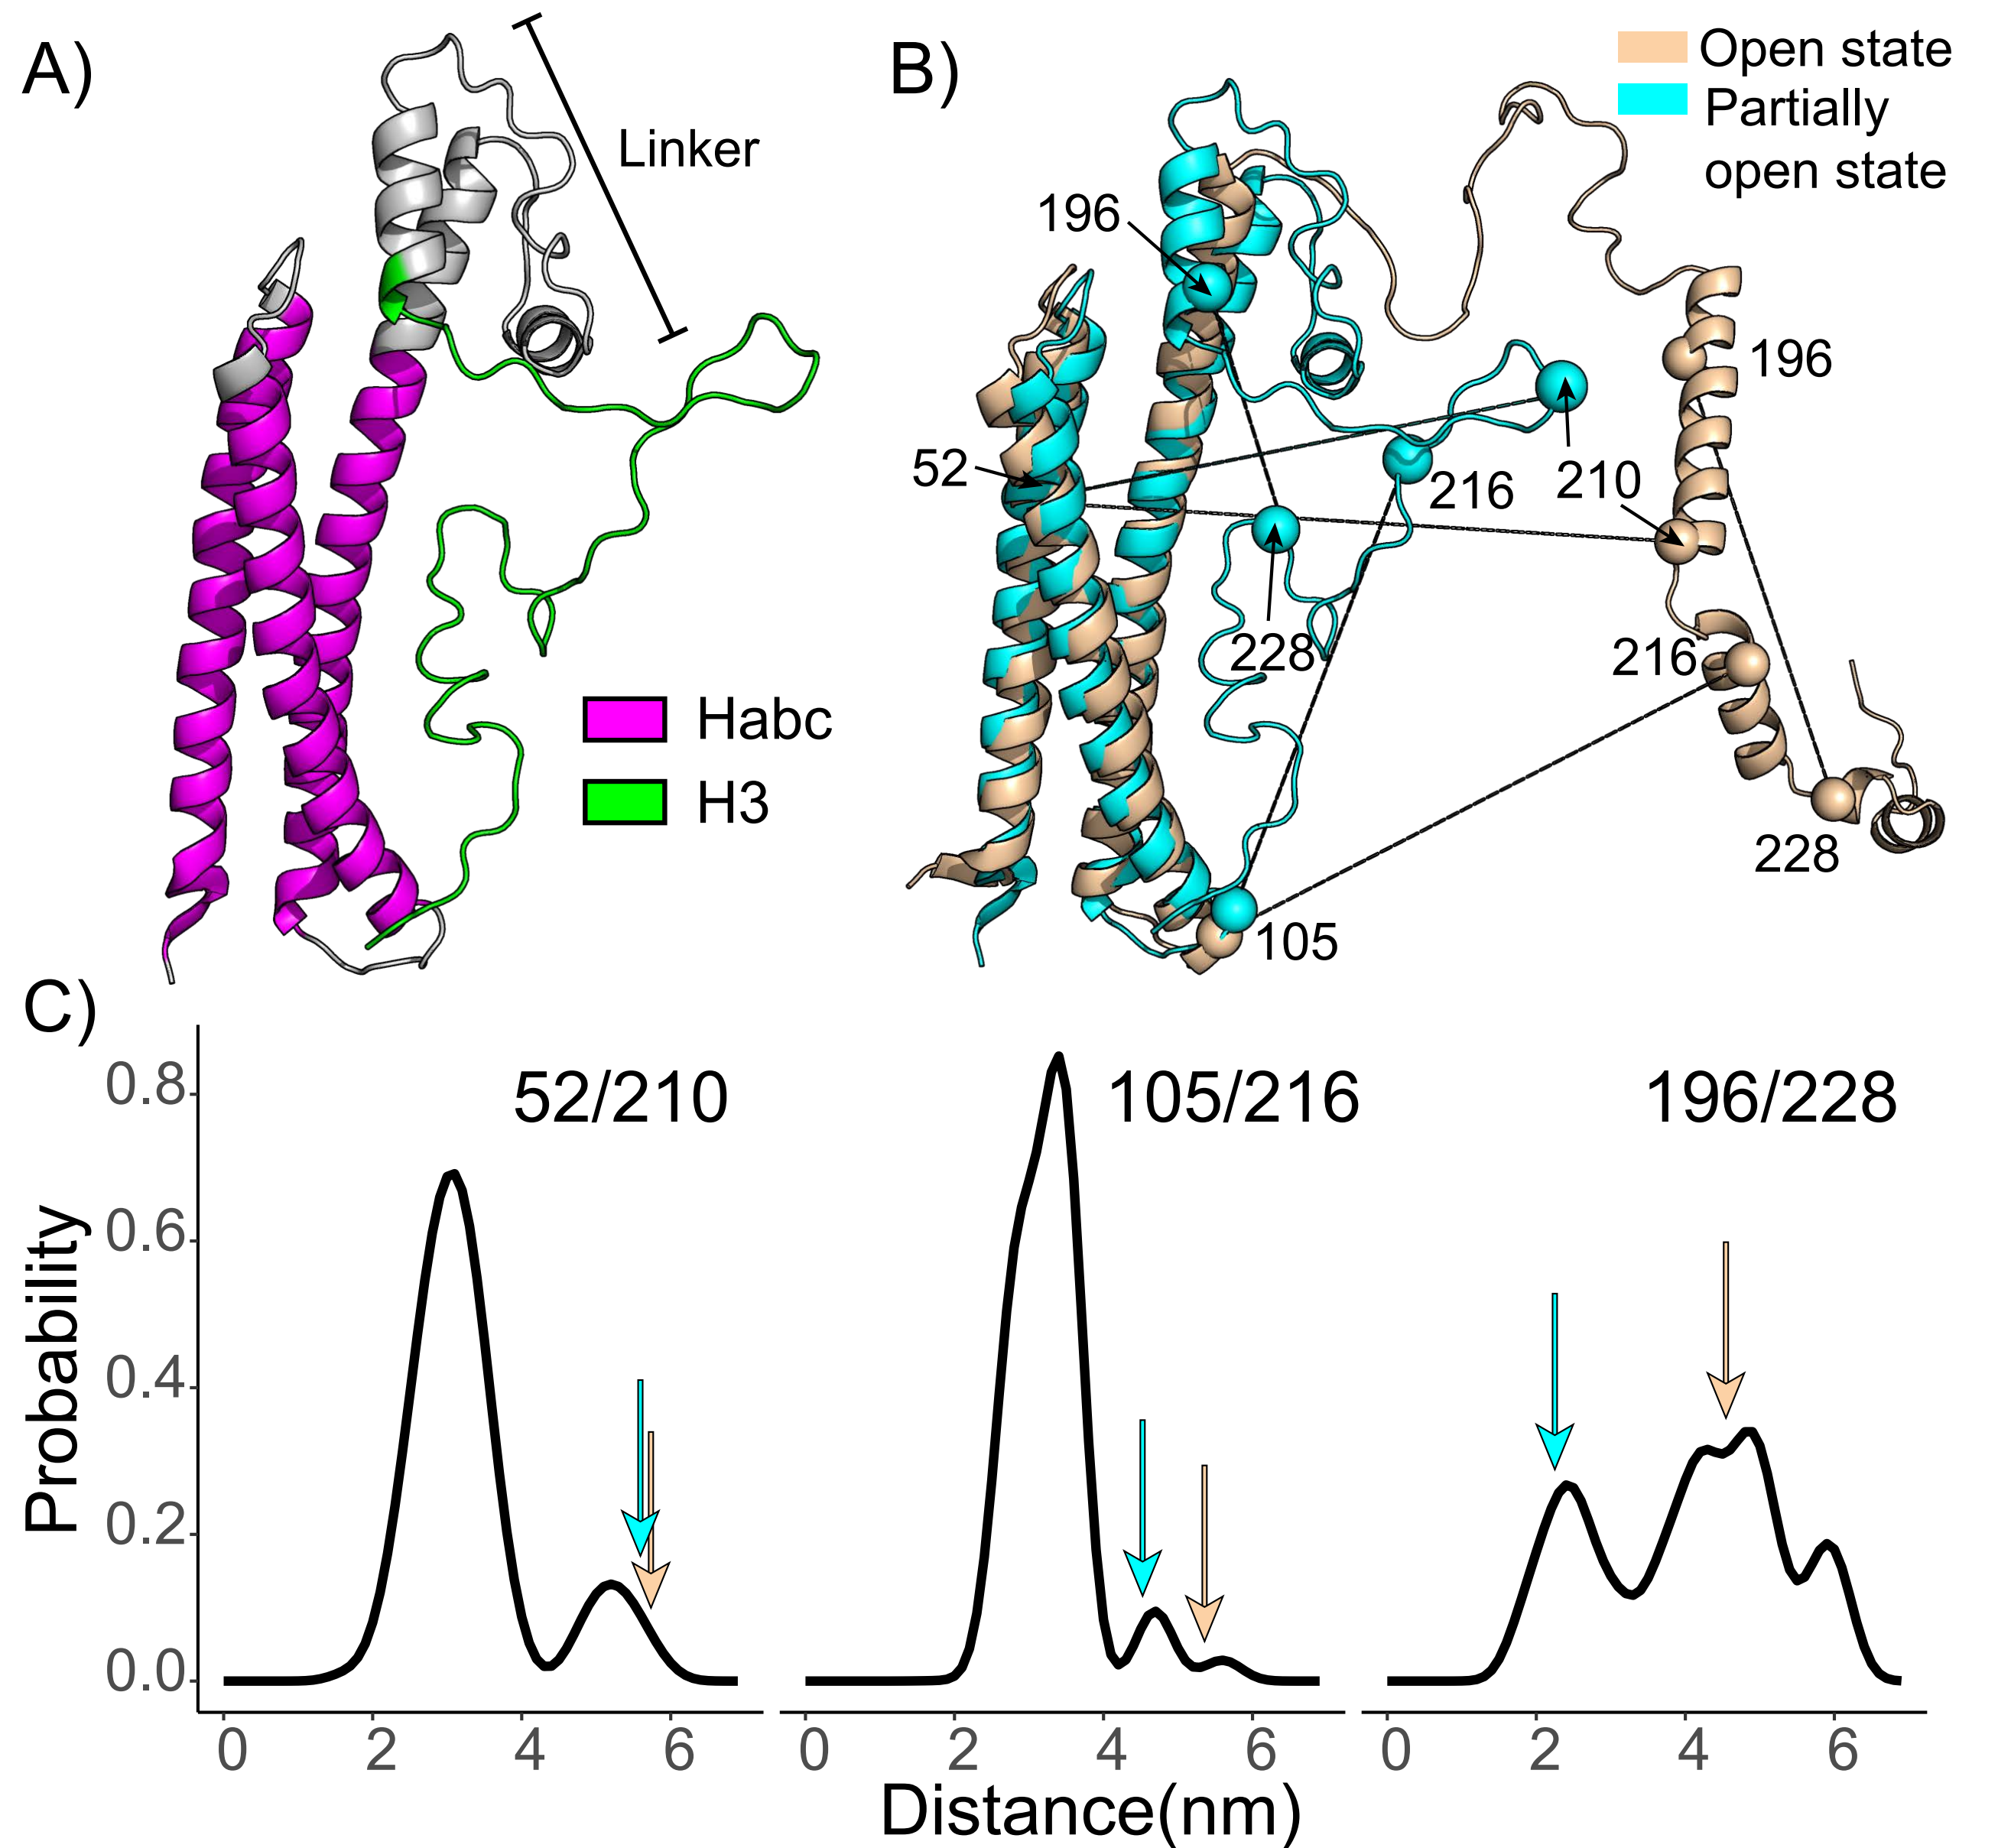 A)
Linker
Habc
H3
B)
Open state
Partially
open state
196
52
228
216
210
196
216
228
105
C)
52/210
105/216
196/228
Probability
0.8
0.6
0.4
0.2
0.0
0 2 4 6
0 2 4 6
0 2 4 6
Distance(nm)